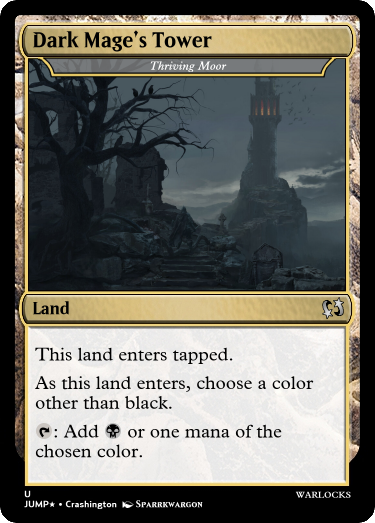 Dark Mage's Tower
Thriving Moor
Land
This land enters tapped.
As this land enters, choose a color
other than black.
: Add or one mana of the
chosen color.
U
JUMP★ • Crashington Sparrkwargon
WARLOCKS